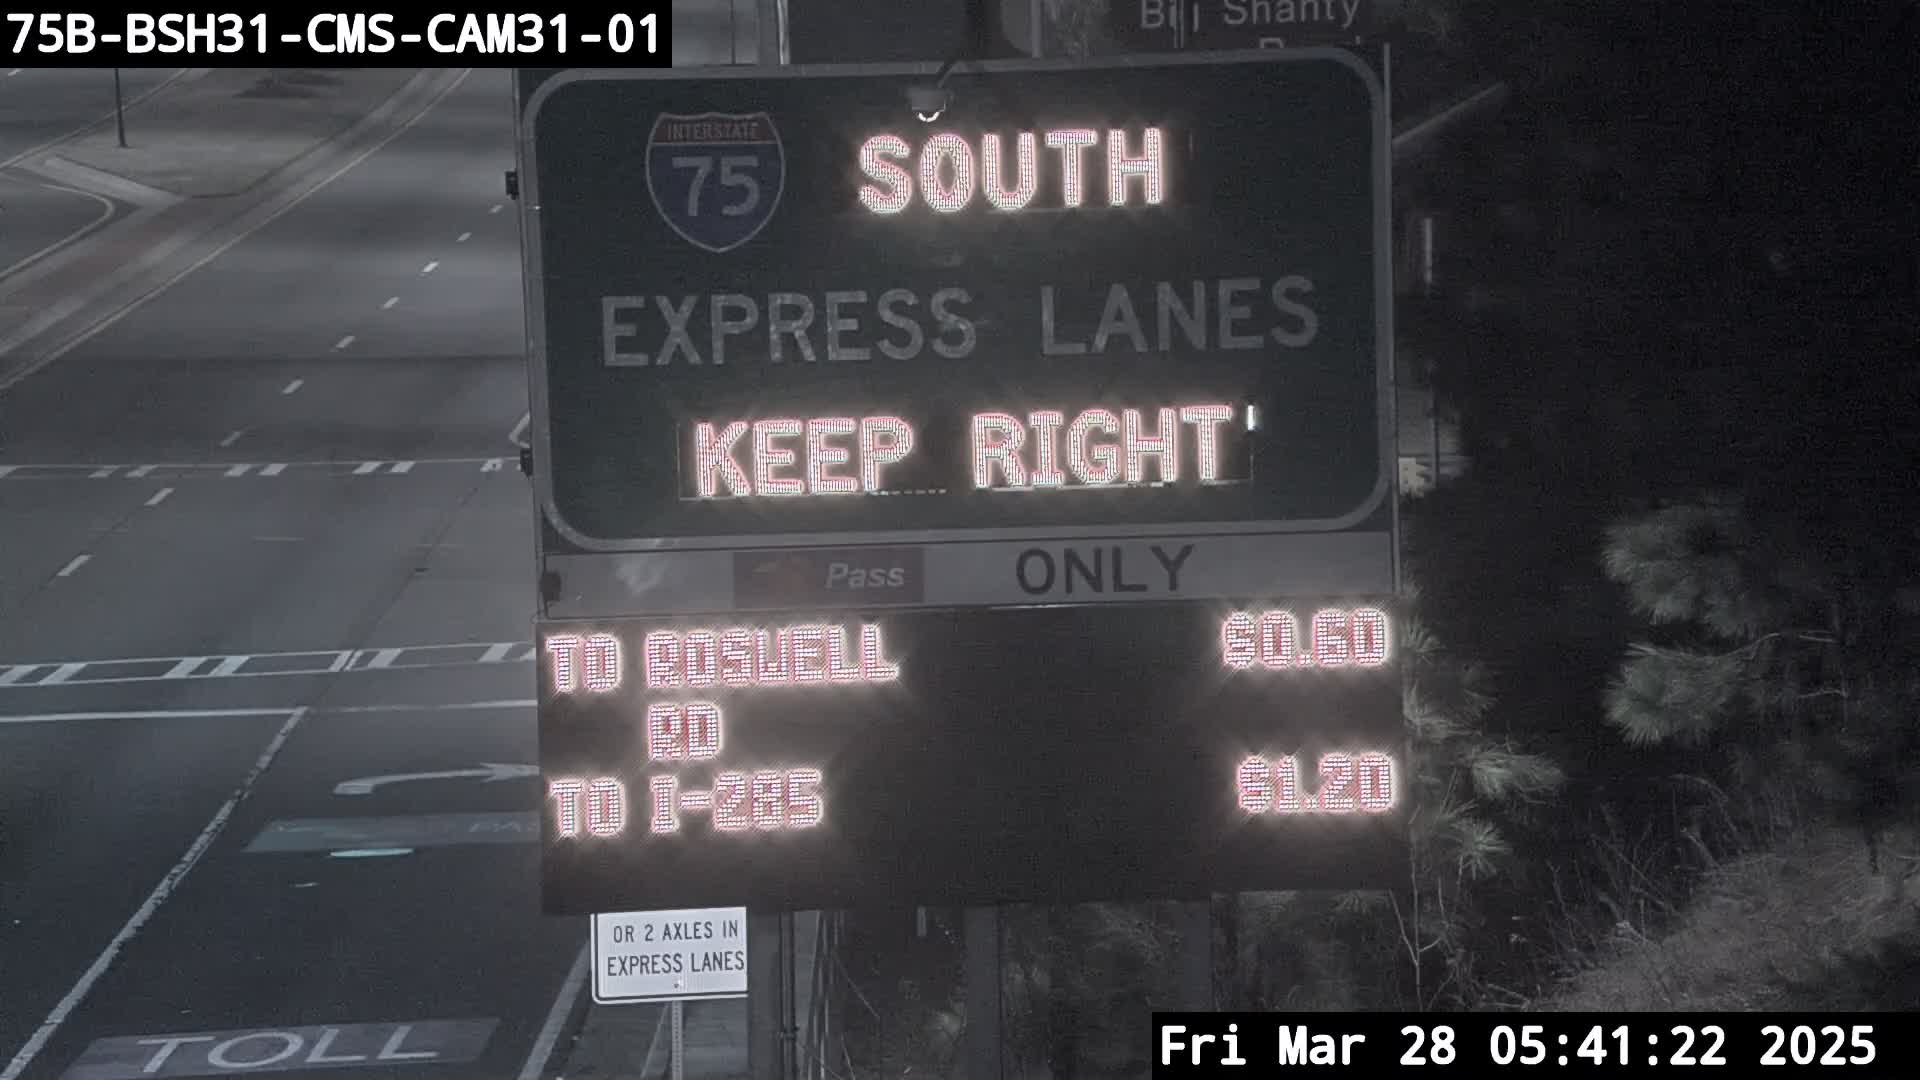 75B-BSH31-CMS-CAM31-01
Shanty
INTERSTATE
75
SOUTH
EXPRESS LANES
KEEP RIGHT
Pass ONLY
TO ROSWELL $0.60
RD
TO I-285 $1.20
OR 2 AXLES IN
EXPRESS LANES
TOLL
Fri Mar 28 05:41:22 2025